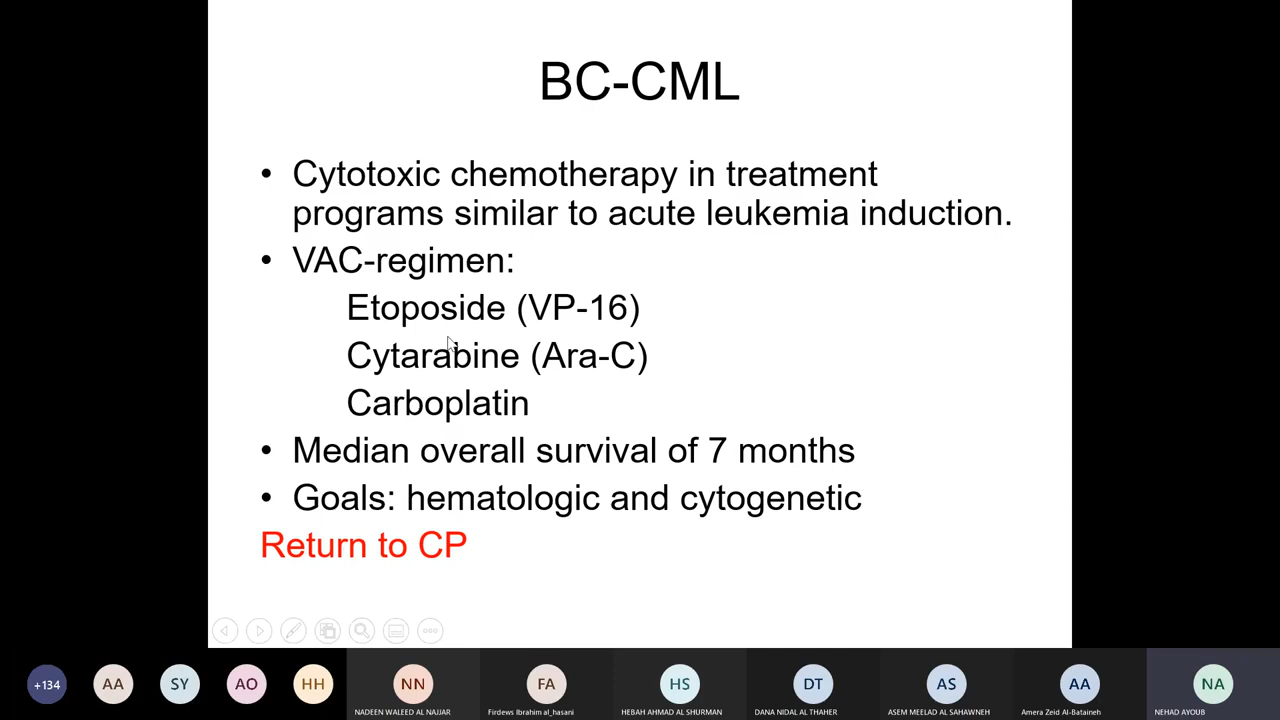 BC-CML
• Cytotoxic chemotherapy in treatment
programs similar to acute leukemia induction.
• VAC-regimen:
Etoposide (VP-16)
Cytarabine (Ara-C)
Carboplatin
• Median overall survival of 7 months
• Goals: hematologic and cytogenetic
Return to CP
+134
AA
SY
AO
HH
NN
FA
HS
DT
AS
AA
NA
NADEEN WALEED AL NAJJAR
Firdews Ibrahim al_hasani
HEBAH AHMAD AL SHURMAN
DANA NIDAL AL THAHER
ASEM MEELAD AL SAHAWNEH
Amera Zeid Al-Bataineh
NEHAD AYOUB